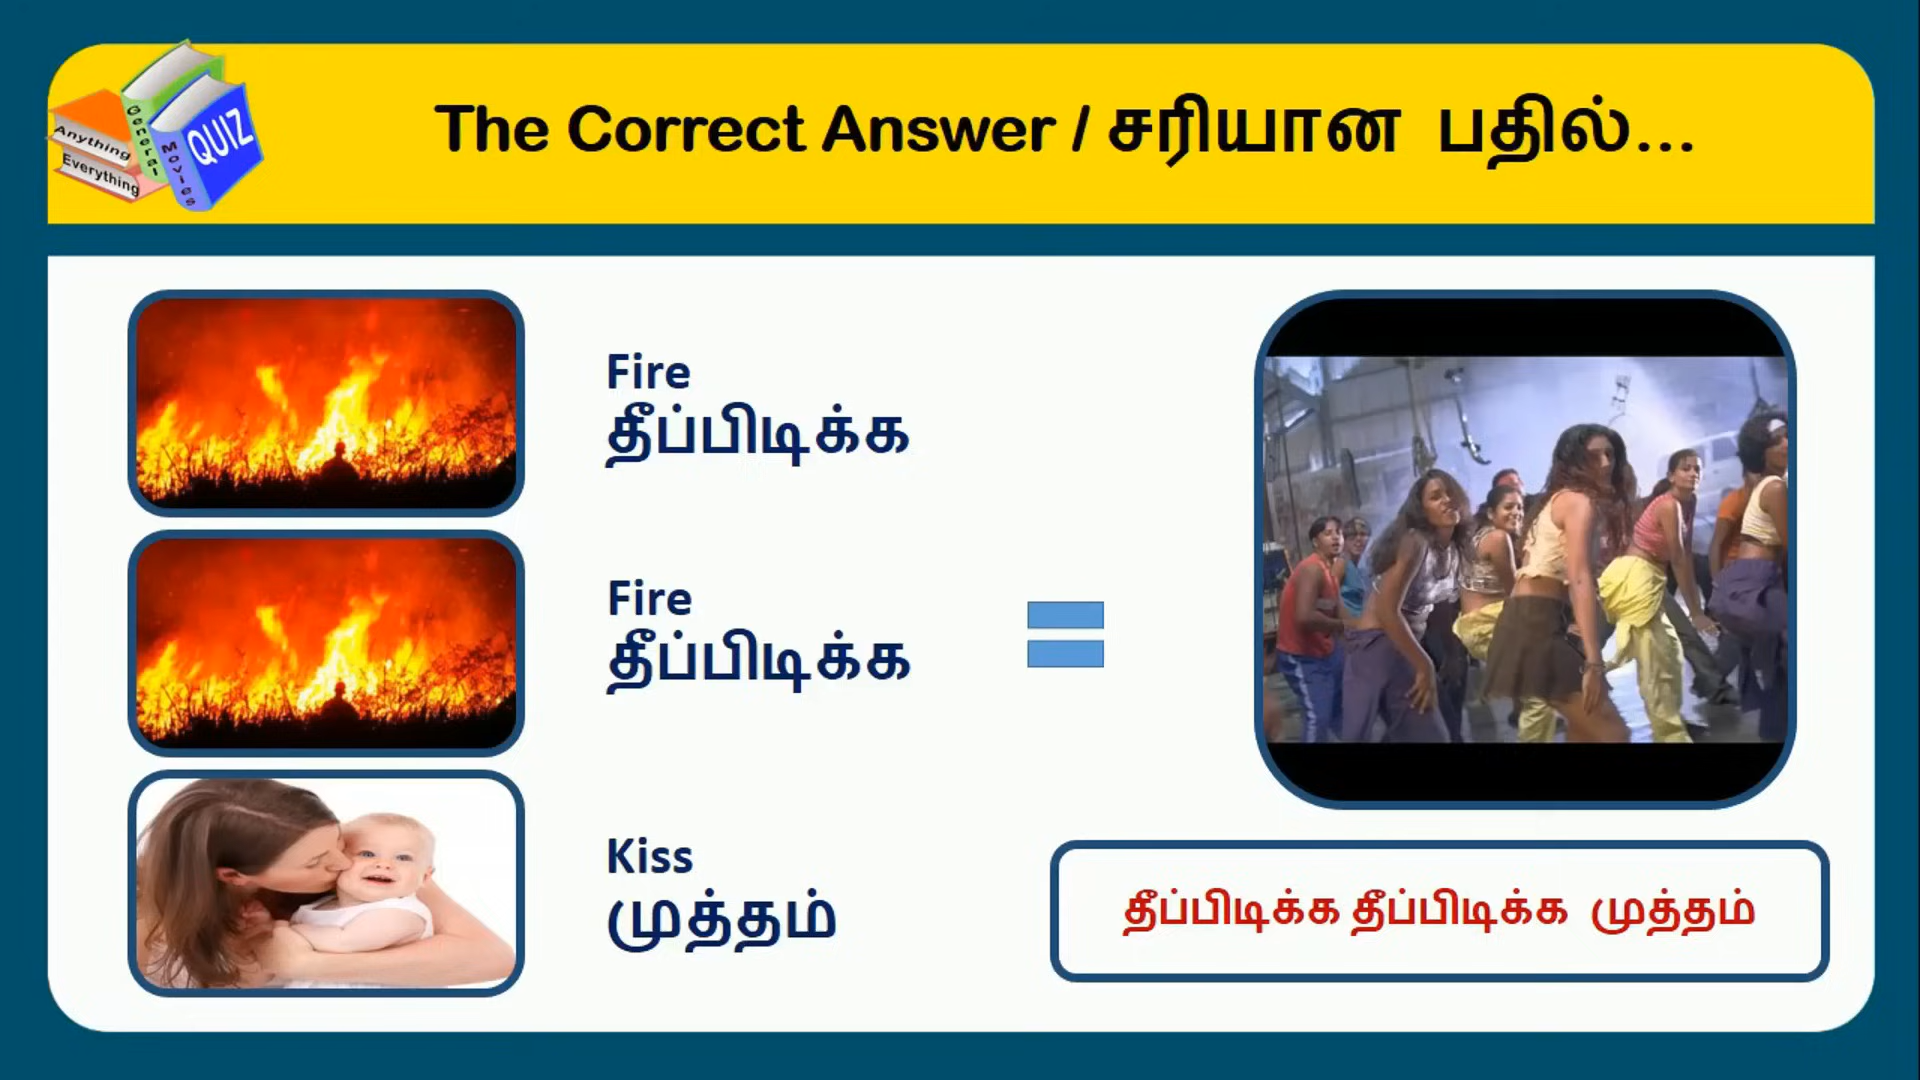 Anything
Everything
General
Movies
QUIZ
The Correct Answer / சரியான பதில்...
Fire
தீப்பிடிக்க
Fire
தீப்பிடிக்க
Kiss
முத்தம்
தீப்பிடிக்க தீப்பிடிக்க முத்தம்